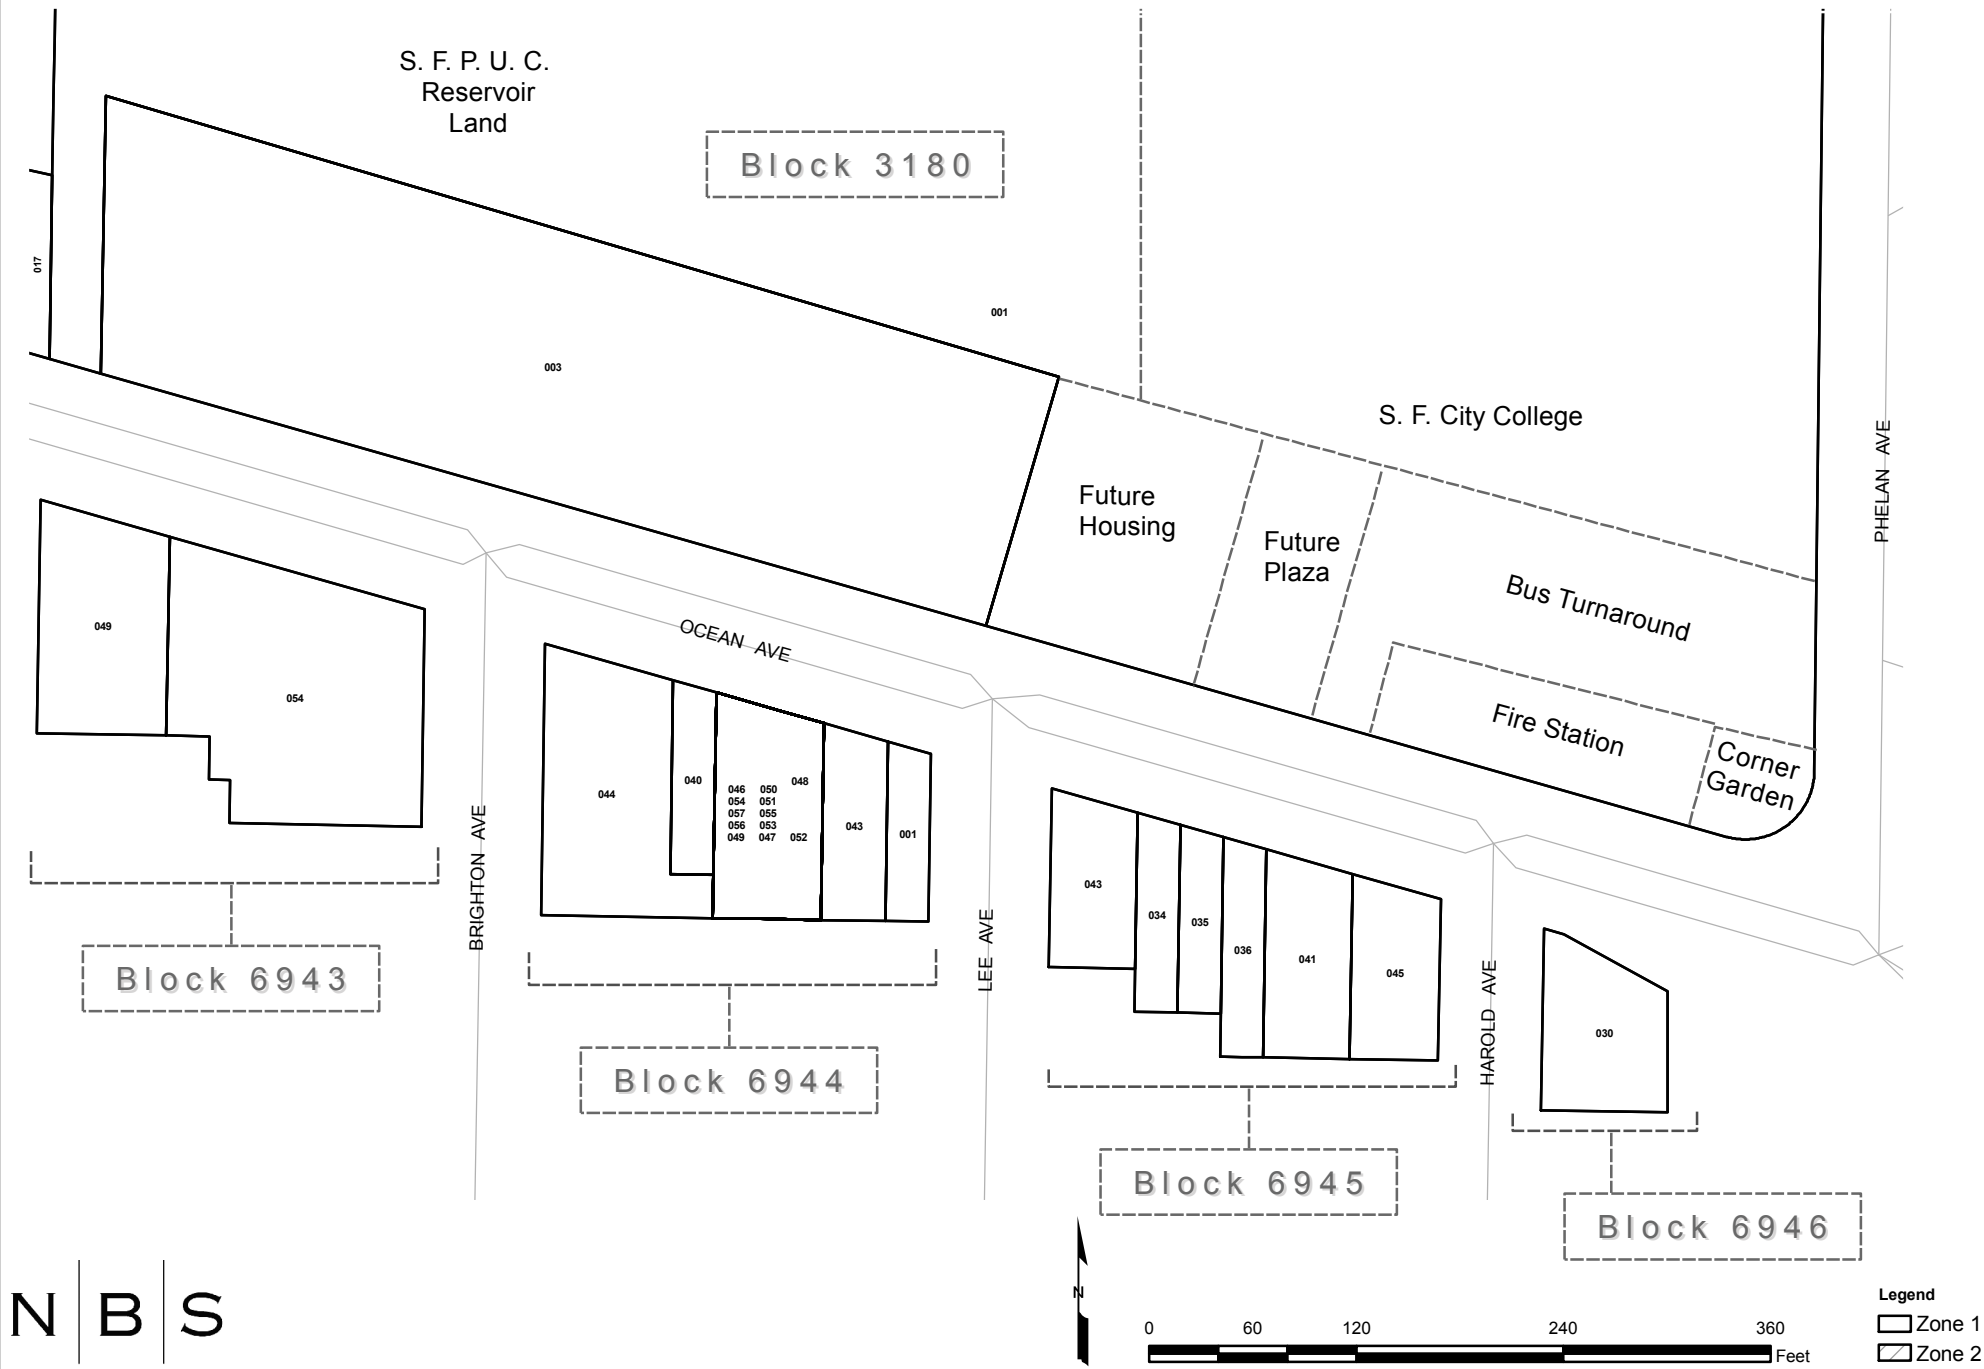 S. F. P. U. C.
Reservoir
Land
Block 3180
017
001
003
S. F. City College
PHELAN AVE
Future
Housing
Future
Plaza
Bus Turnaround
Fire Station
Corner
Garden
OCEAN AVE
049
054
BRIGHTON AVE
044
040
046 050 048
054 051
057 055
056 053
049 047 052
043
001
LEE AVE
043
034
035
036
041
045
HAROLD AVE
030
Block 6943
Block 6944
Block 6945
Block 6946
N B S
N
0 60 120 240 360
Feet
Legend
Zone 1
Zone 2